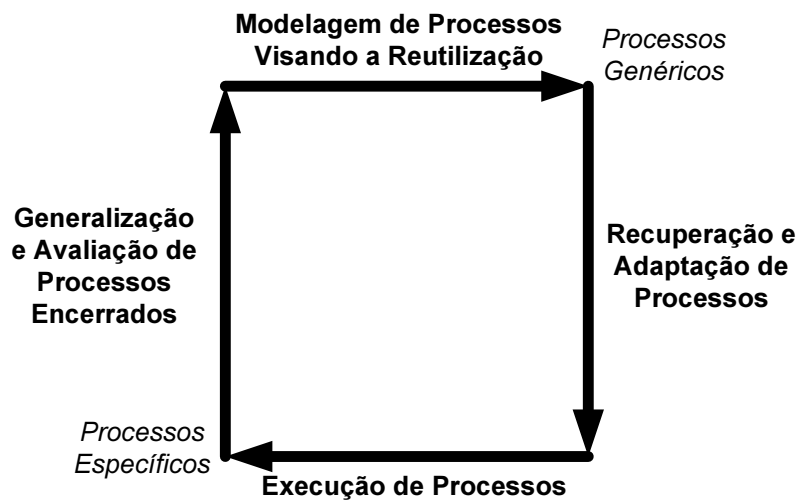 Modelagem de Processos
Visando a Reutilização
Processos
Genéricos
Generalização
e Avaliação de
Processos
Encerrados
Recuperação e
Adaptação de
Processos
Processos
Específicos
Execução de Processos